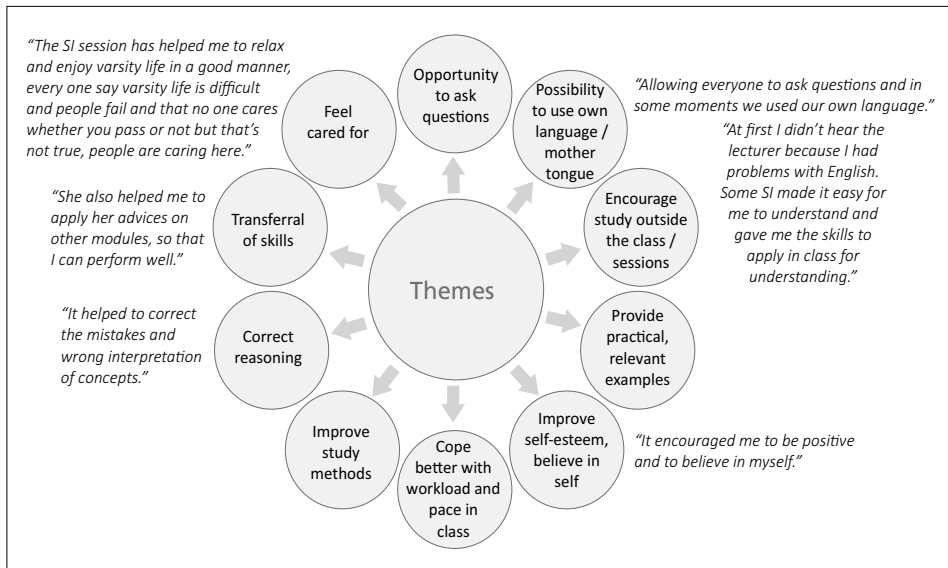 “The SI session has helped me to relax
and enjoy varsity life in a good manner,
every one say varsity life is difficult
and people fail and that no one cares
whether you pass or not but that’s
not true, people are caring here.”
Feel
cared for
Opportunity
to ask
questions
Possibility
to use own
language /
mother
tongue
“Allowing everyone to ask questions and in
some moments we used our own language.”
“At first I didn’t hear the
lecturer because I had
problems with English.
Some SI made it easy for
me to understand and
gave me the skills to
apply in class for
understanding.”
“She also helped me to
apply her advices on
other modules, so that
I can perform well.”
Transferral
of skills
Encourage
study outside
the class /
sessions
Themes
“It helped to correct
the mistakes and
wrong interpretation
of concepts.”
Correct
reasoning
Provide
practical,
relevant
examples
Improve
study
methods
Cope
better with
workload and
pace in
class
Improve
self-esteem,
believe in
self
“It encouraged me to be positive
and to believe in myself.”